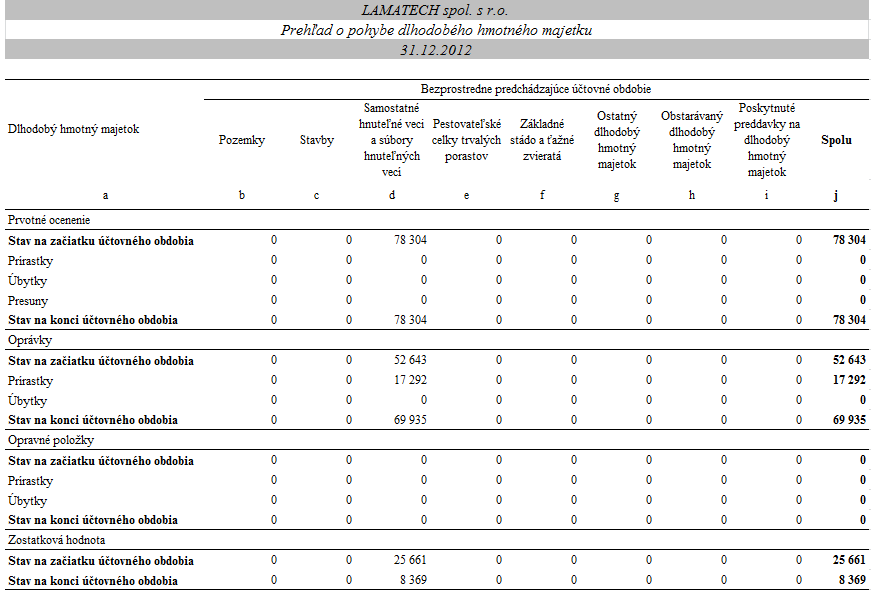 LAMATECH spol. s r.o.
Prehľad o pohybe dlhodobého hmotného majetku
31.12.2012
Bezprostredne predchádzajúce účtovné obdobie
Dlhodobý hmotný majetok
Pozemky
Stavby
Samostatné
hnuteľné veci
a súbory
hnuteľných
vecí
Pestovateľské
celky trvalých
porastov
Základné
stádo a ťažné
zvieratá
Ostatný
dlhodobý
hmotný
majetok
Obstarávaný
dlhodobý
hmotný
majetok
Poskytnuté
preddavky na
dlhodobý
hmotný
majetok
Spolu
a b c d e f g h i j
Prvotné ocenenie
Stav na začiatku účtovného obdobia 0 0 78 304 0 0 0 0 0 78 304
Prírastky 0 0 0 0 0 0 0 0 0
Úbytky 0 0 0 0 0 0 0 0 0
Presuny 0 0 0 0 0 0 0 0 0
Stav na konci účtovného obdobia 0 0 78 304 0 0 0 0 0 78 304
Oprávky
Stav na začiatku účtovného obdobia 0 0 52 643 0 0 0 0 0 52 643
Prírastky 0 0 17 292 0 0 0 0 0 17 292
Úbytky 0 0 0 0 0 0 0 0 0
Stav na konci účtovného obdobia 0 0 69 935 0 0 0 0 0 69 935
Opravné položky
Stav na začiatku účtovného obdobia 0 0 0 0 0 0 0 0 0
Prírastky 0 0 0 0 0 0 0 0 0
Úbytky 0 0 0 0 0 0 0 0 0
Stav na konci účtovného obdobia 0 0 0 0 0 0 0 0 0
Zostatková hodnota
Stav na začiatku účtovného obdobia 0 0 25 661 0 0 0 0 0 25 661
Stav na konci účtovného obdobia 0 0 8 369 0 0 0 0 0 8 369